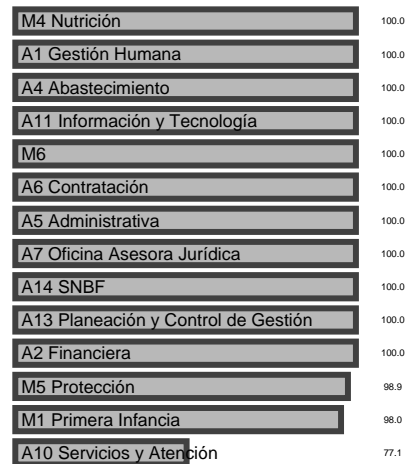 M4 Nutrición 100.0
A1 Gestión Humana 100.0
A4 Abastecimiento 100.0
A11 Información y Tecnología 100.0
M6 100.0
A6 Contratación 100.0
A5 Administrativa 100.0
A7 Oficina Asesora Jurídica 100.0
A14 SNBF 100.0
A13 Planeación y Control de Gestión 100.0
A2 Financiera 100.0
M5 Protección 98.9
M1 Primera Infancia 98.0
A10 Servicios y Atención 77.1